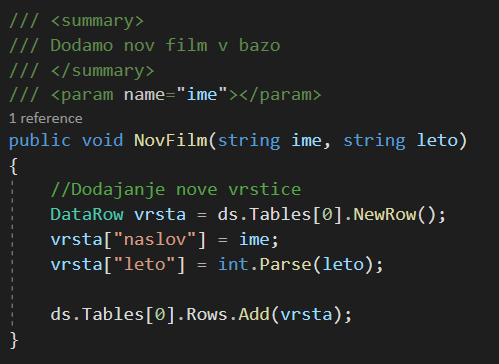 /// <summary>
/// Dodamo nov film v bazo
/// </summary>
/// <param name="ime"></param>
1 reference
public void NovFilm(string ime, string leto)
{
    //Dodajanje nove vrstice
    DataRow vrsta = ds.Tables[0].NewRow();
    vrsta["naslov"] = ime;
    vrsta["leto"] = int.Parse(leto);

    ds.Tables[0].Rows.Add(vrsta);
}